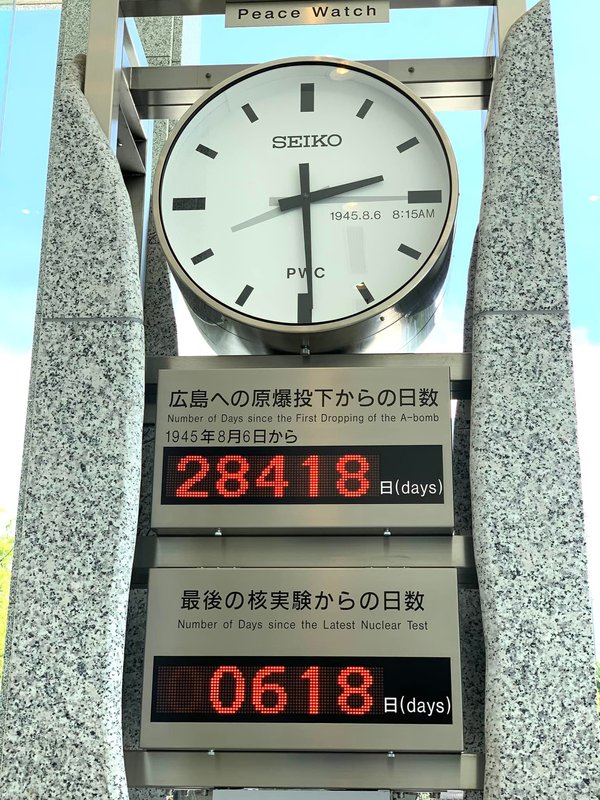 Peace Watch
SEIKO
1945.8.6 8:15AM
PWC
広島への原爆投下からの日数
Number of Days since the First Dropping of the A-bomb
1945年8月6日から
28418 日(days)
最後の核実験からの日数
Number of Days since the Latest Nuclear Test
0618 日(days)